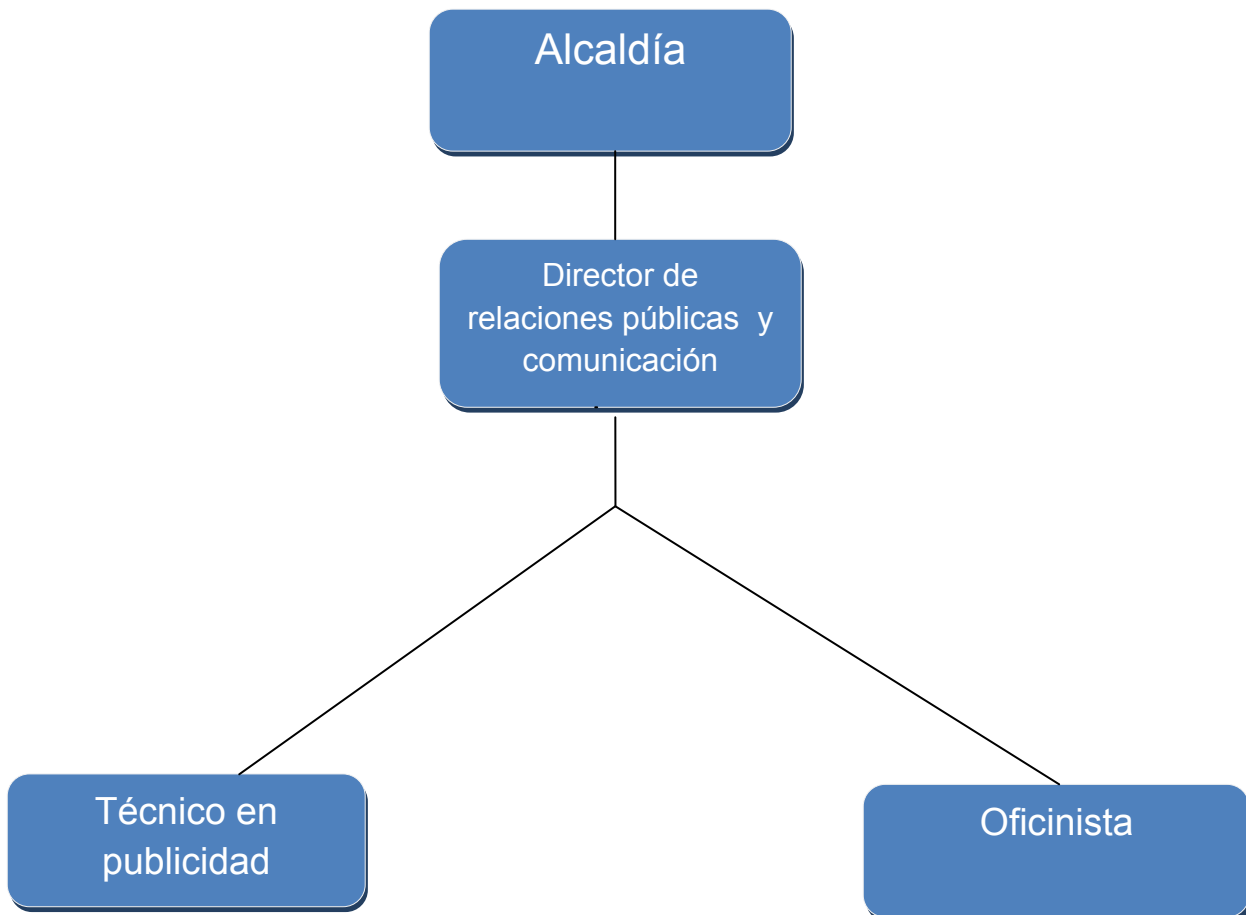 Alcaldía
Director de
relaciones públicas y
comunicación
Técnico en
publicidad
Oficinista